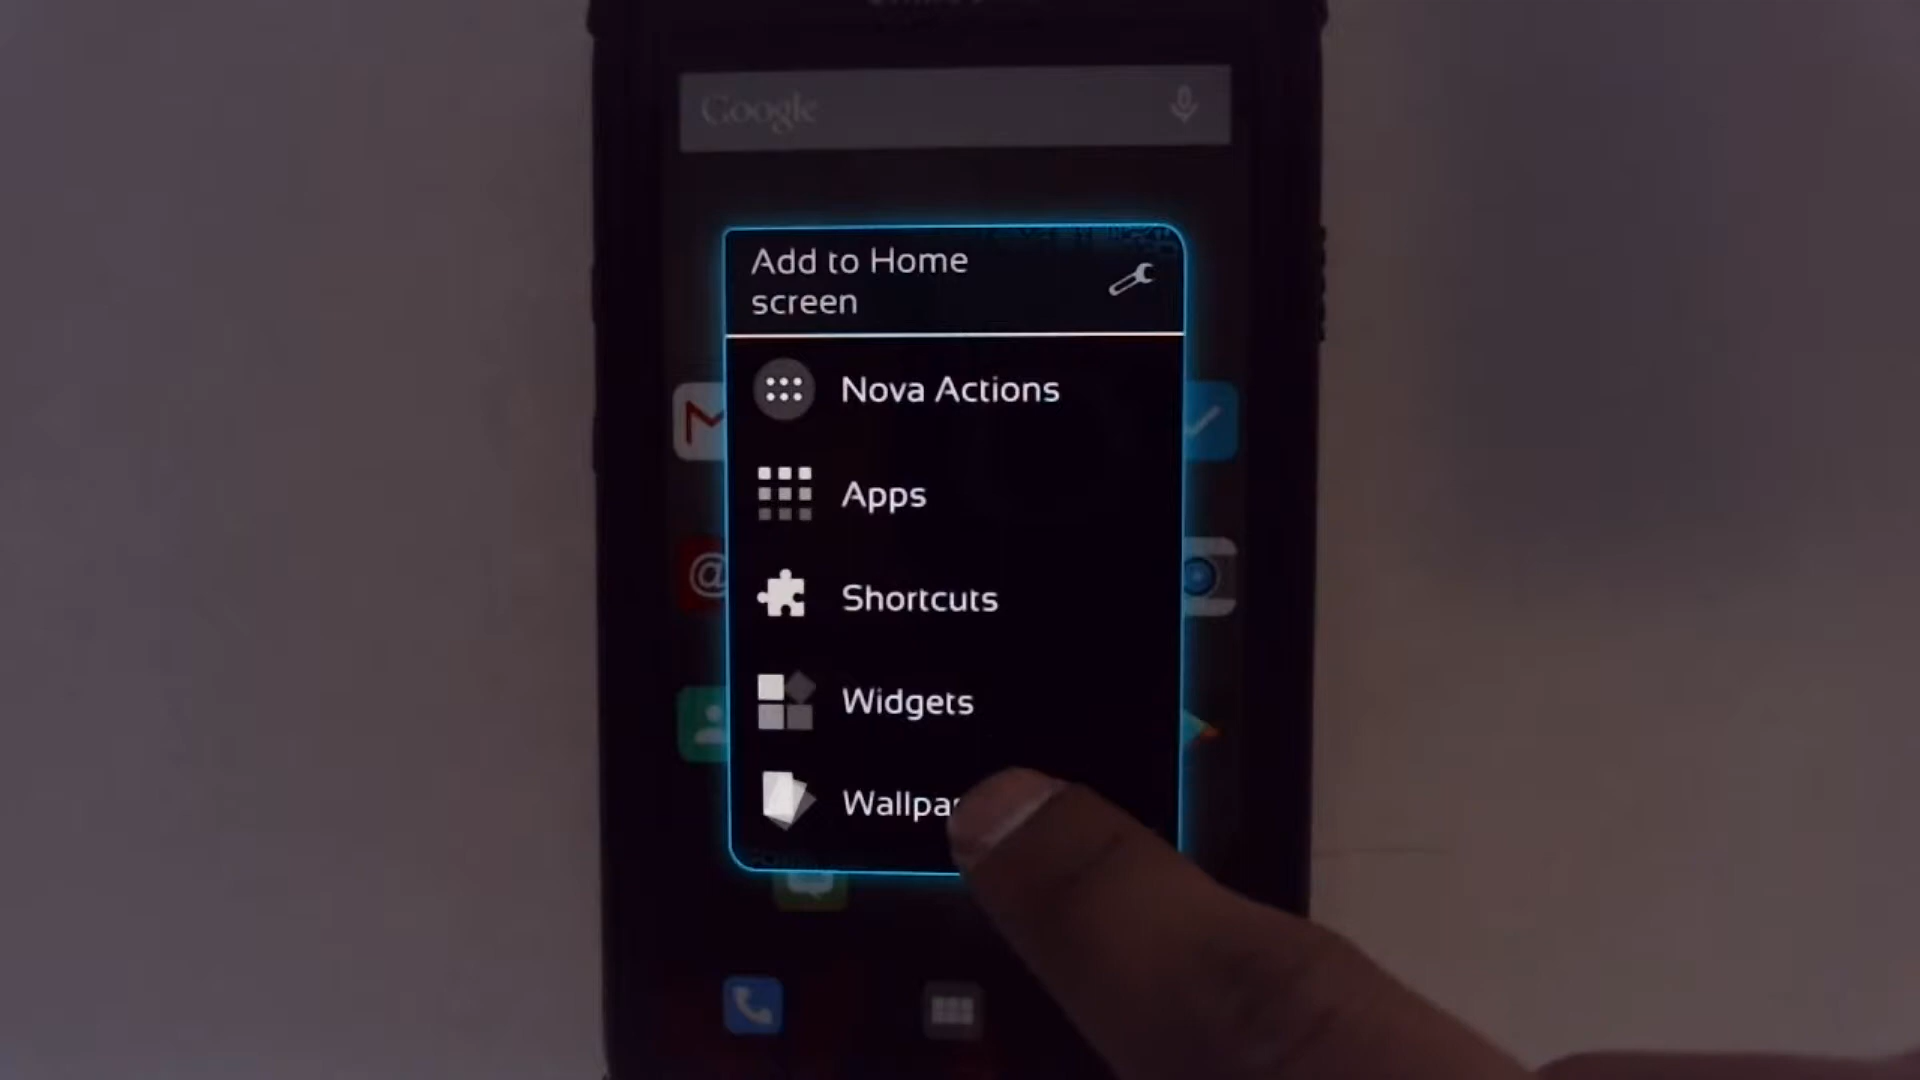 Google
Add to Home
screen
Nova Actions
Apps
Shortcuts
Widgets